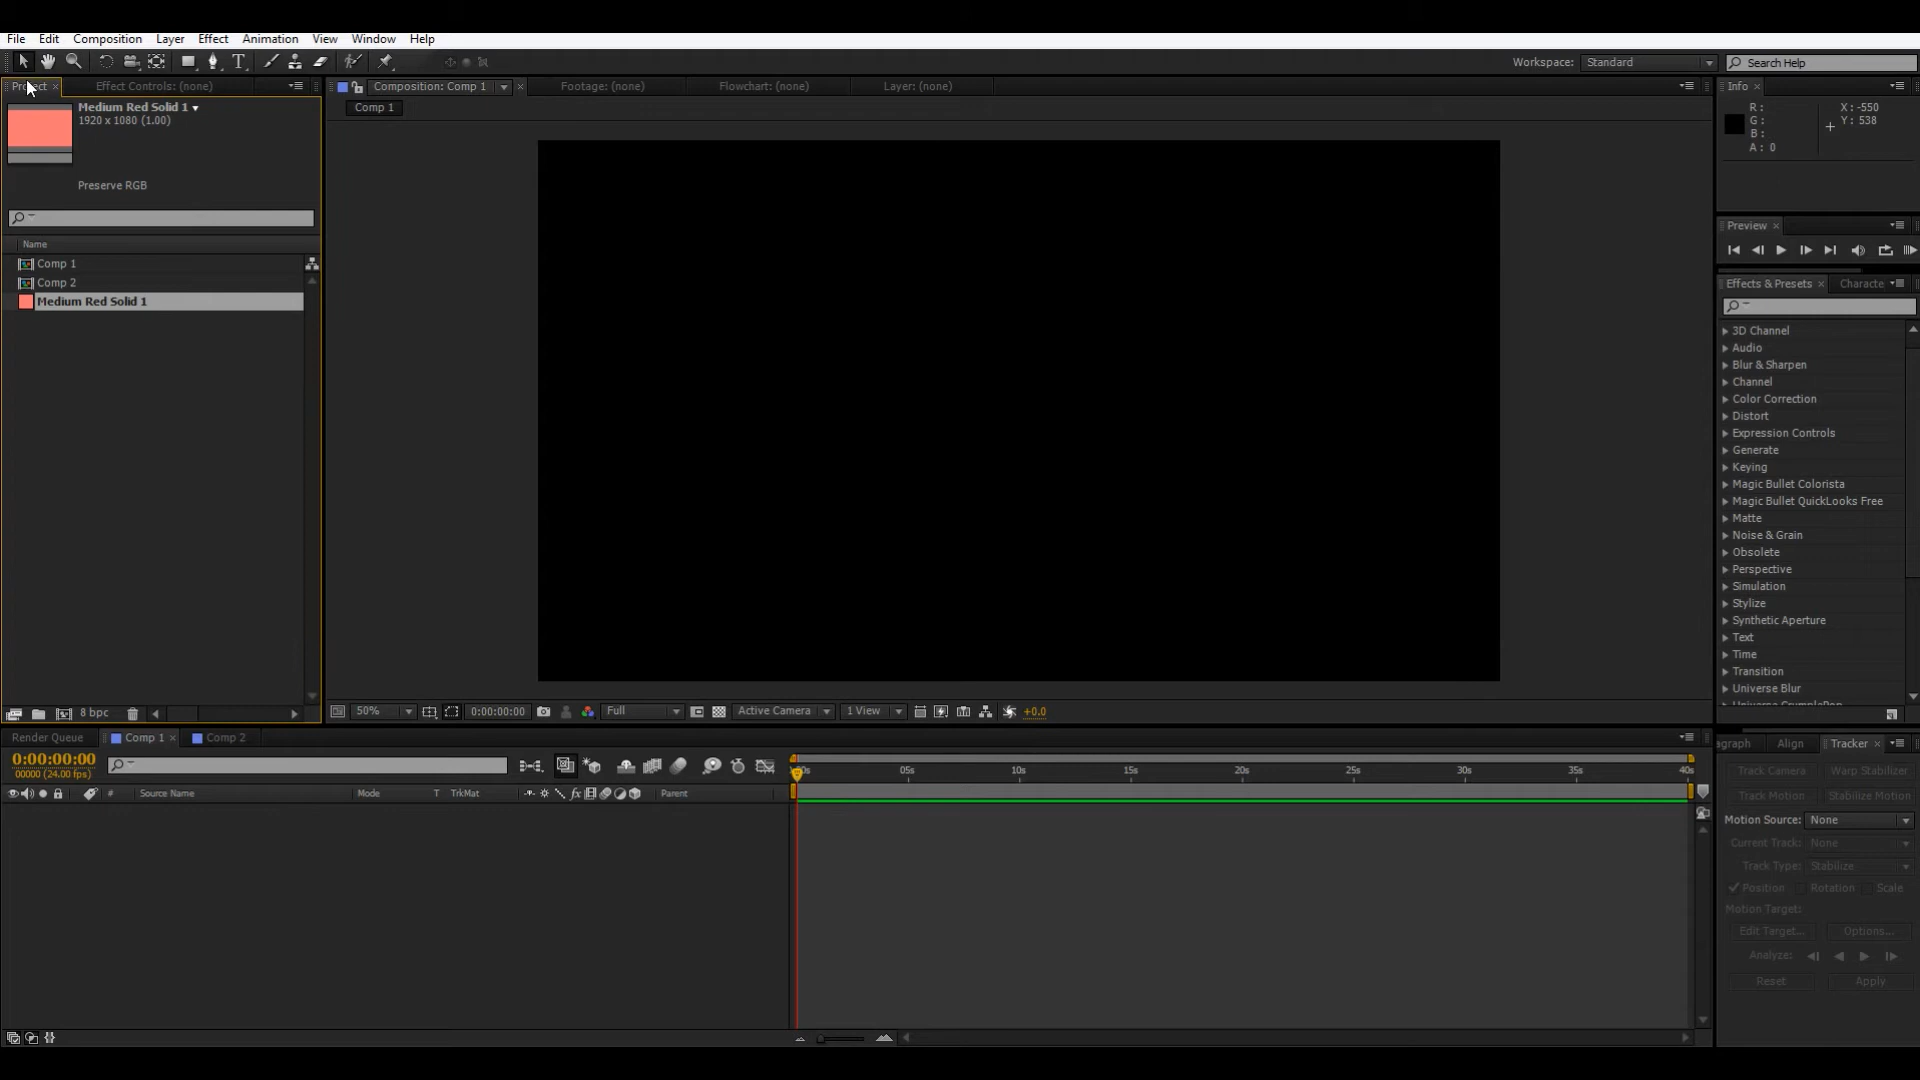 File Edit Composition Layer Effect Animation View Window Help
Workspace: Standard Search Help
Project Effect Controls: (none) Composition: Comp 1 Footage: (none) Flowchart: (none) Layer: (none) Info
Medium Red Solid 1
1920 x 1080 (1.00)
Comp 1
R: X: -550
G: Y: 538
B:
A: 0
Preserve RGB
Preview
Name
Comp 1
Comp 2
Medium Red Solid 1
Effects & Presets Characte
3D Channel
Audio
Blur & Sharpen
Channel
Color Correction
Distort
Expression Controls
Generate
Keying
Magic Bullet Colorista
Magic Bullet QuickLooks Free
Matte
Noise & Grain
Obsolete
Perspective
Simulation
Stylize
Synthetic Aperture
Text
Time
Transition
Universe Blur
8 bpc 50% 0:00:00:00 Full Active Camera 1 View +0.0
Render Queue Comp 1 Comp 2
agraph Align Tracker
0:00:00:00
00000 (24.00 fps)
05s 10s 15s 20s 25s 30s 35s 40s
# Source Name Mode T TrkMat fx Parent
Track Camera Warp Stabilizer
Track Motion Stabilize Motion
Motion Source: None
Current Track: None
Track Type: Stabilize
Position Rotation Scale
Motion Target:
Edit Target... Options...
Analyze:
Reset Apply